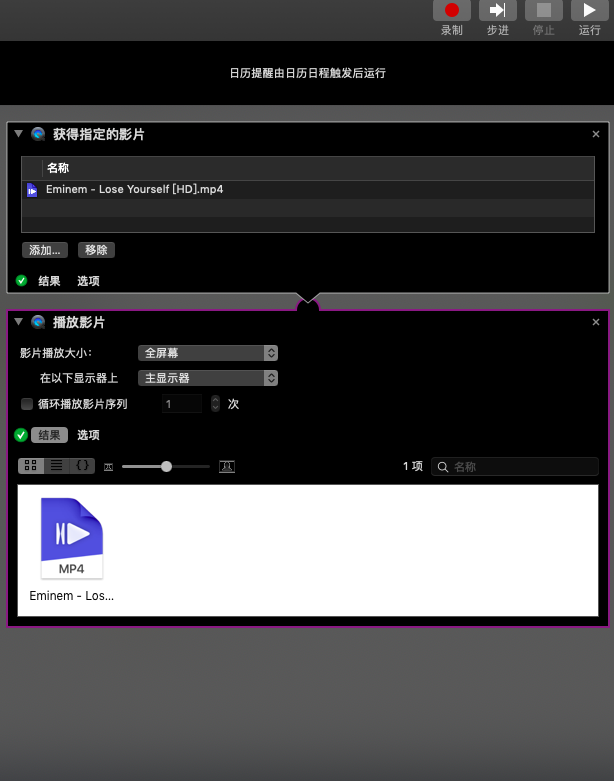 录制 步进 停止 运行
日历提醒由日历日程触发后运行
获得指定的影片
名称
Eminem - Lose Yourself [HD].mp4
添加... 移除
结果 选项
播放影片
影片播放大小: 全屏幕
在以下显示器上 主显示器
循环播放影片序列 1 次
结果 选项
1 项 名称
MP4
Eminem - Los...